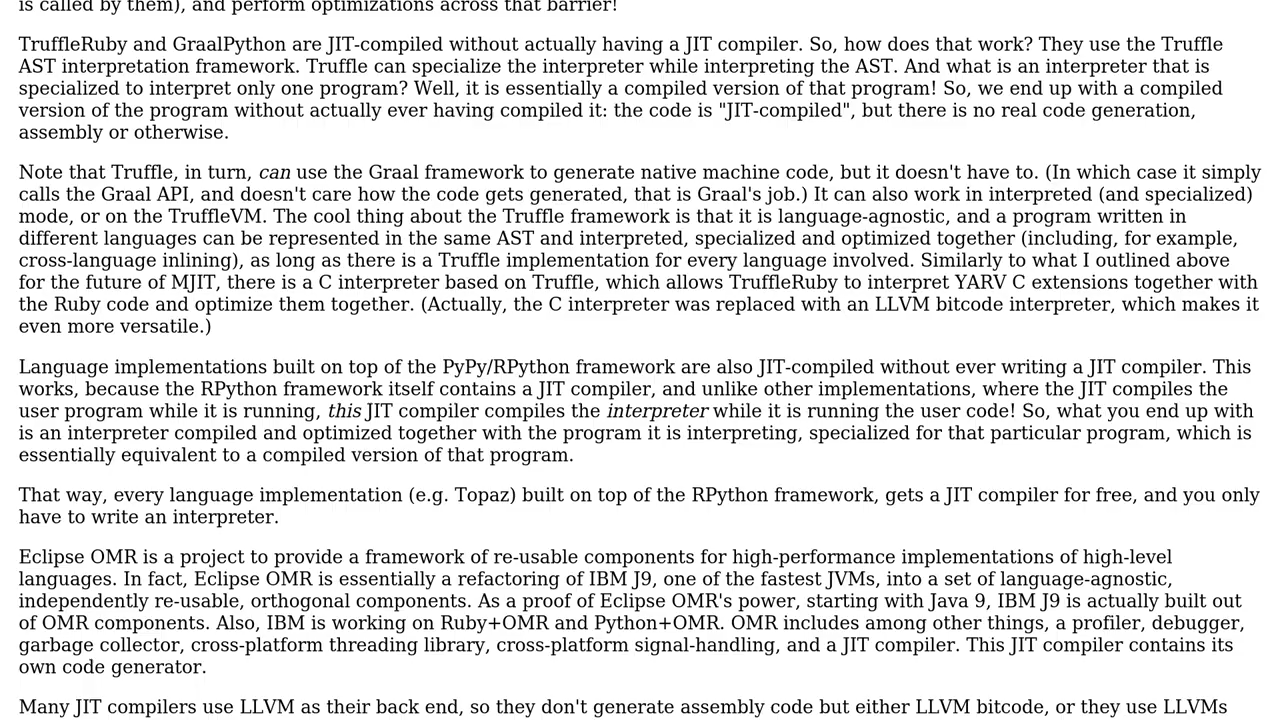 is called by them), and perform optimizations across that barrier!
TruffleRuby and GraalPython are JIT-compiled without actually having a JIT compiler. So, how does that work? They use the Truffle
AST interpretation framework. Truffle can specialize the interpreter while interpreting the AST. And what is an interpreter that is
specialized to interpret only one program? Well, it is essentially a compiled version of that program! So, we end up with a compiled
version of the program without actually ever having compiled it: the code is "JIT-compiled", but there is no real code generation,
assembly or otherwise.
Note that Truffle, in turn, can use the Graal framework to generate native machine code, but it doesn't have to. (In which case it simply
calls the Graal API, and doesn't care how the code gets generated, that is Graal's job.) It can also work in interpreted (and specialized)
mode, or on the TruffleVM. The cool thing about the Truffle framework is that it is language-agnostic, and a program written in
different languages can be represented in the same AST and interpreted, specialized and optimized together (including, for example,
cross-language inlining), as long as there is a Truffle implementation for every language involved. Similarly to what I outlined above
for the future of MJIT, there is a C interpreter based on Truffle, which allows TruffleRuby to interpret YARV C extensions together with
the Ruby code and optimize them together. (Actually, the C interpreter was replaced with an LLVM bitcode interpreter, which makes it
even more versatile.)
Language implementations built on top of the PyPy/RPython framework are also JIT-compiled without ever writing a JIT compiler. This
works, because the RPython framework itself contains a JIT compiler, and unlike other implementations, where the JIT compiles the
user program while it is running, this JIT compiler compiles the interpreter while it is running the user code! So, what you end up with
is an interpreter compiled and optimized together with the program it is interpreting, specialized for that particular program, which is
essentially equivalent to a compiled version of that program.
That way, every language implementation (e.g. Topaz) built on top of the RPython framework, gets a JIT compiler for free, and you only
have to write an interpreter.
Eclipse OMR is a project to provide a framework of re-usable components for high-performance implementations of high-level
languages. In fact, Eclipse OMR is essentially a refactoring of IBM J9, one of the fastest JVMs, into a set of language-agnostic,
independently re-usable, orthogonal components. As a proof of Eclipse OMR's power, starting with Java 9, IBM J9 is actually built out
of OMR components. Also, IBM is working on Ruby+OMR and Python+OMR. OMR includes among other things, a profiler, debugger,
garbage collector, cross-platform threading library, cross-platform signal-handling, and a JIT compiler. This JIT compiler contains its
own code generator.
Many JIT compilers use LLVM as their back end, so they don't generate assembly code but either LLVM bitcode, or they use LLVMs